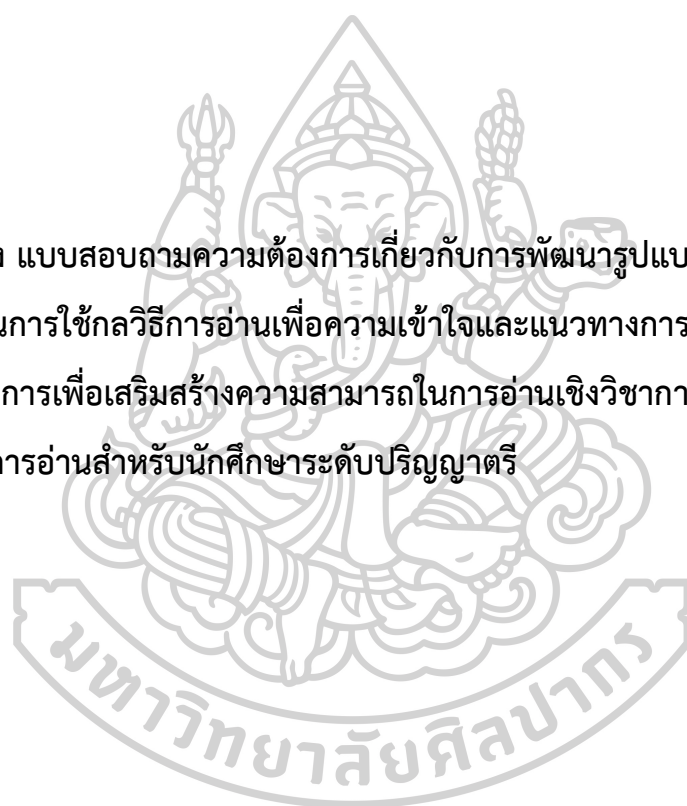 แบบสอบถามความต้องการเกี่ยวกับการพัฒนารูปแบ
นการใช้กลวิธีการอ่านเพื่อความเข้าใจและแนวทางการ
การเพื่อเสริมสร้างความสามารถในการอ่านเชิงวิชากา
การอ่านสำหรับนักศึกษาระดับปริญญาตรี
มหาวิทยาลัยศิลปากร